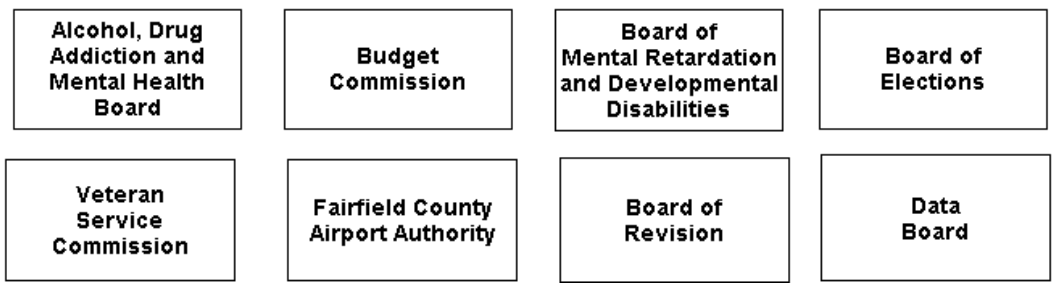 Alcohol, Drug
Addiction and
Mental Health
Board
Budget
Commission
Board of
Mental Retardation
and Developmental
Disabilities
Board of
Elections
Veteran
Service
Commission
Fairfield County
Airport Authority
Board of
Revision
Data
Board